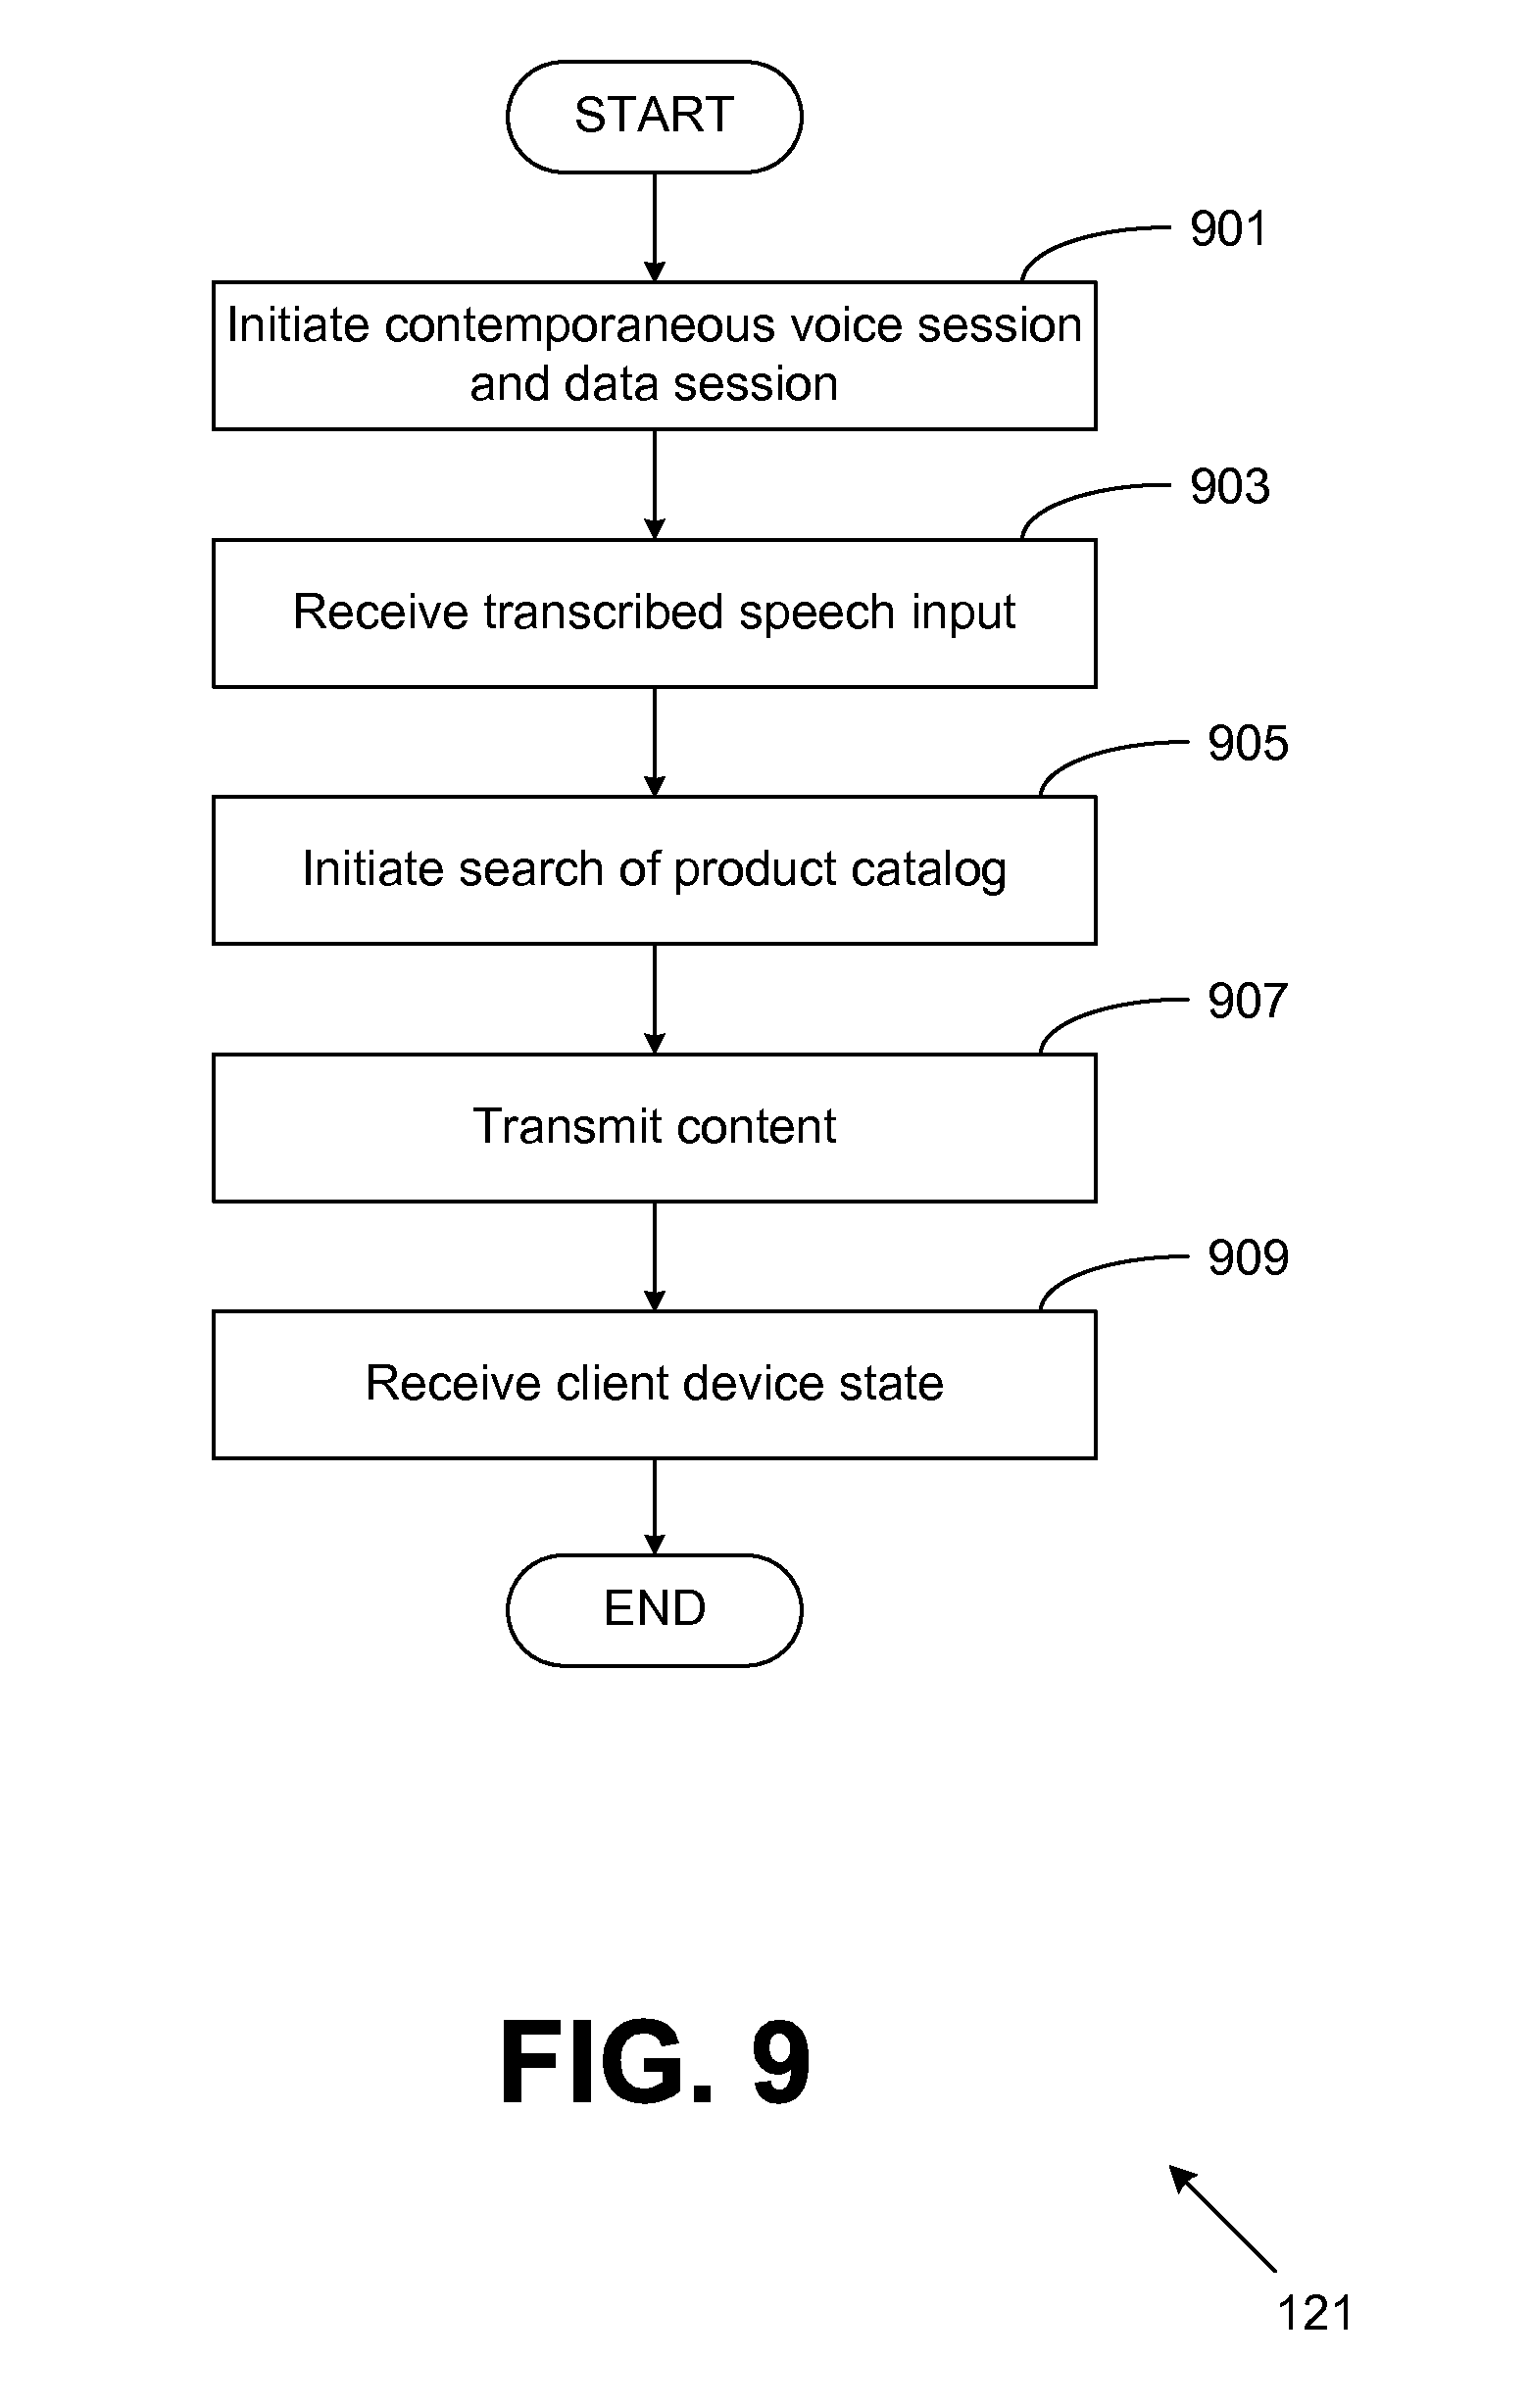 START
901
Initiate contemporaneous voice session
and data session
903
Receive transcribed speech input
905
Initiate search of product catalog
907
Transmit content
909
Receive client device state
END
FIG. 9
121